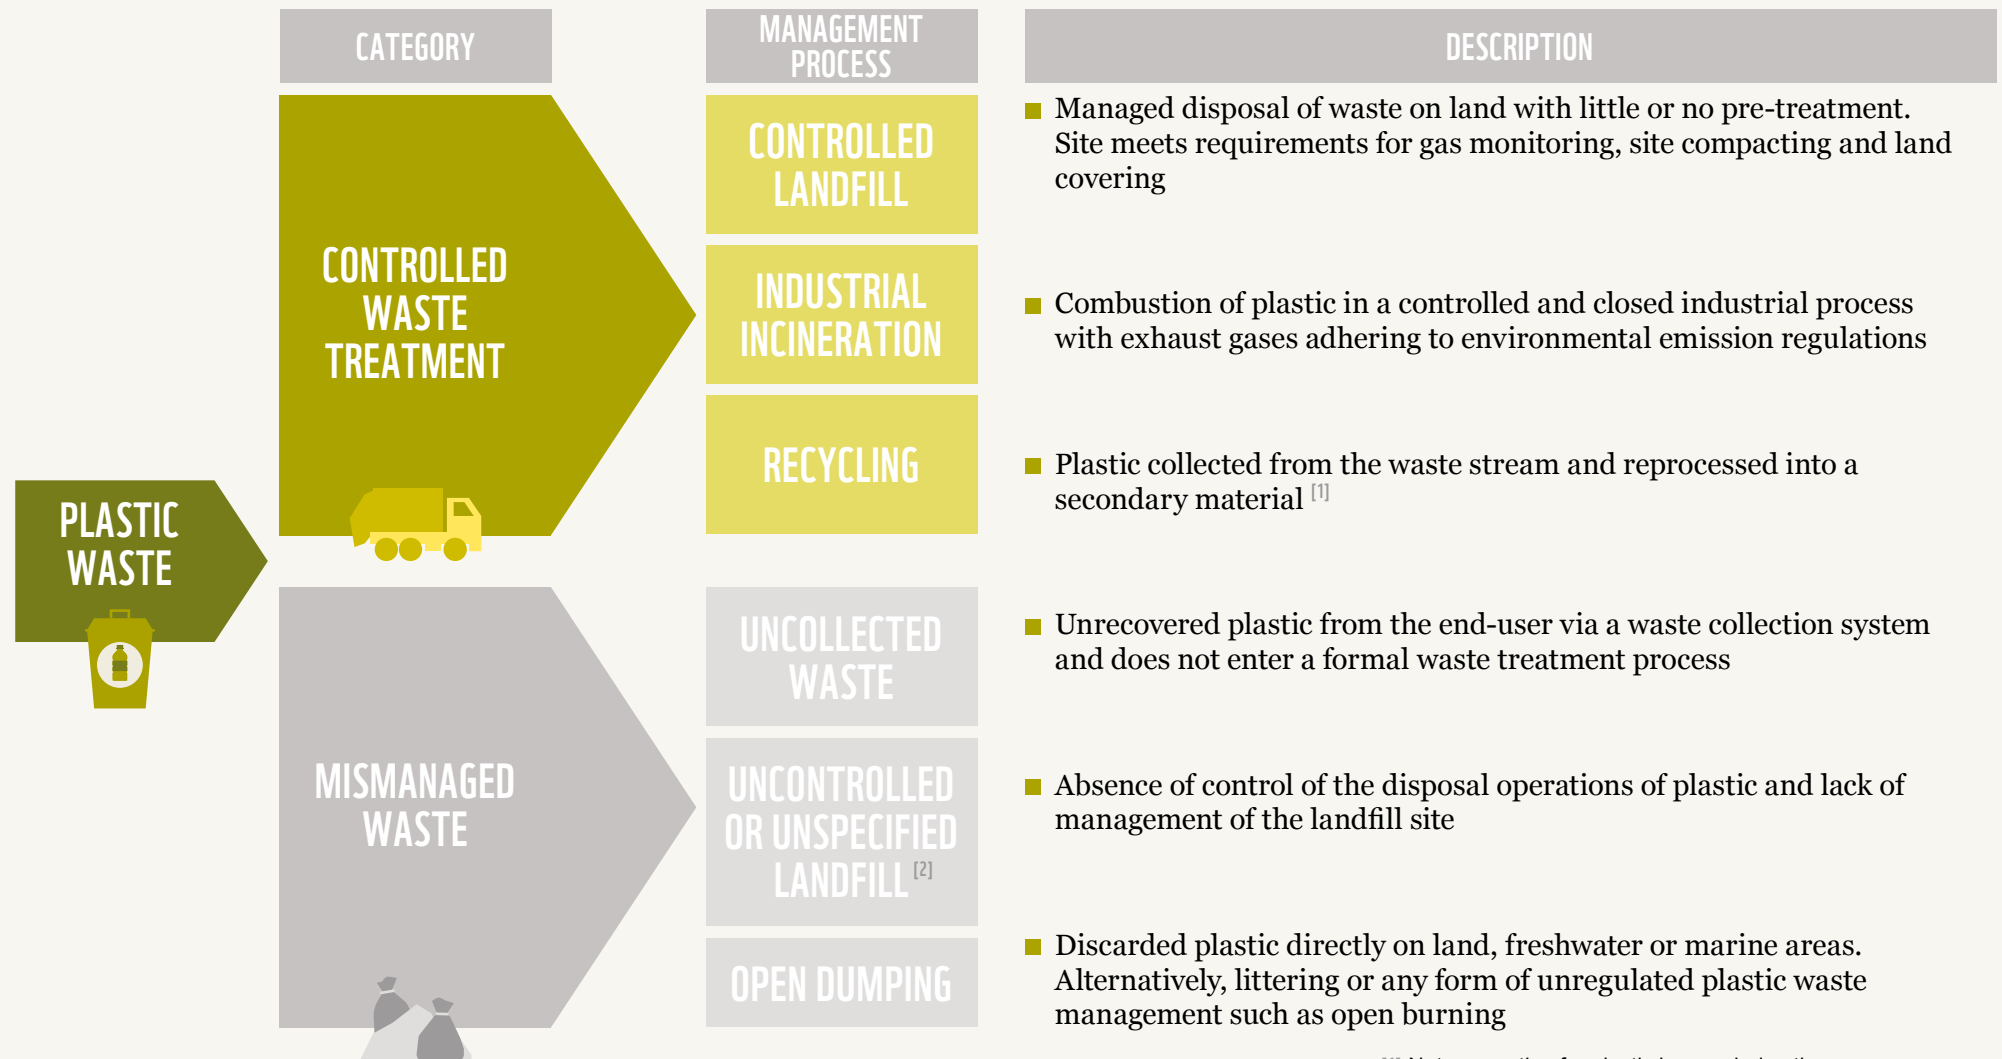 CATEGORY
MANAGEMENT
PROCESS
DESCRIPTION
PLASTIC
WASTE
CONTROLLED
WASTE
TREATMENT
CONTROLLED
LANDFILL
Managed disposal of waste on land with little or no pre-treatment.
Site meets requirements for gas monitoring, site compacting and land
covering
INDUSTRIAL
INCINERATION
Combustion of plastic in a controlled and closed industrial process
with exhaust gases adhering to environmental emission regulations
RECYCLING
Plastic collected from the waste stream and reprocessed into a
secondary material [1]
MISMANAGED
WASTE
UNCOLLECTED
WASTE
Unrecovered plastic from the end-user via a waste collection system
and does not enter a formal waste treatment process
UNCONTROLLED
OR UNSPECIFIED
LANDFILL [2]
Absence of control of the disposal operations of plastic and lack of
management of the landfill site
OPEN DUMPING
Discarded plastic directly on land, freshwater or marine areas.
Alternatively, littering or any form of unregulated plastic waste
management such as open burning